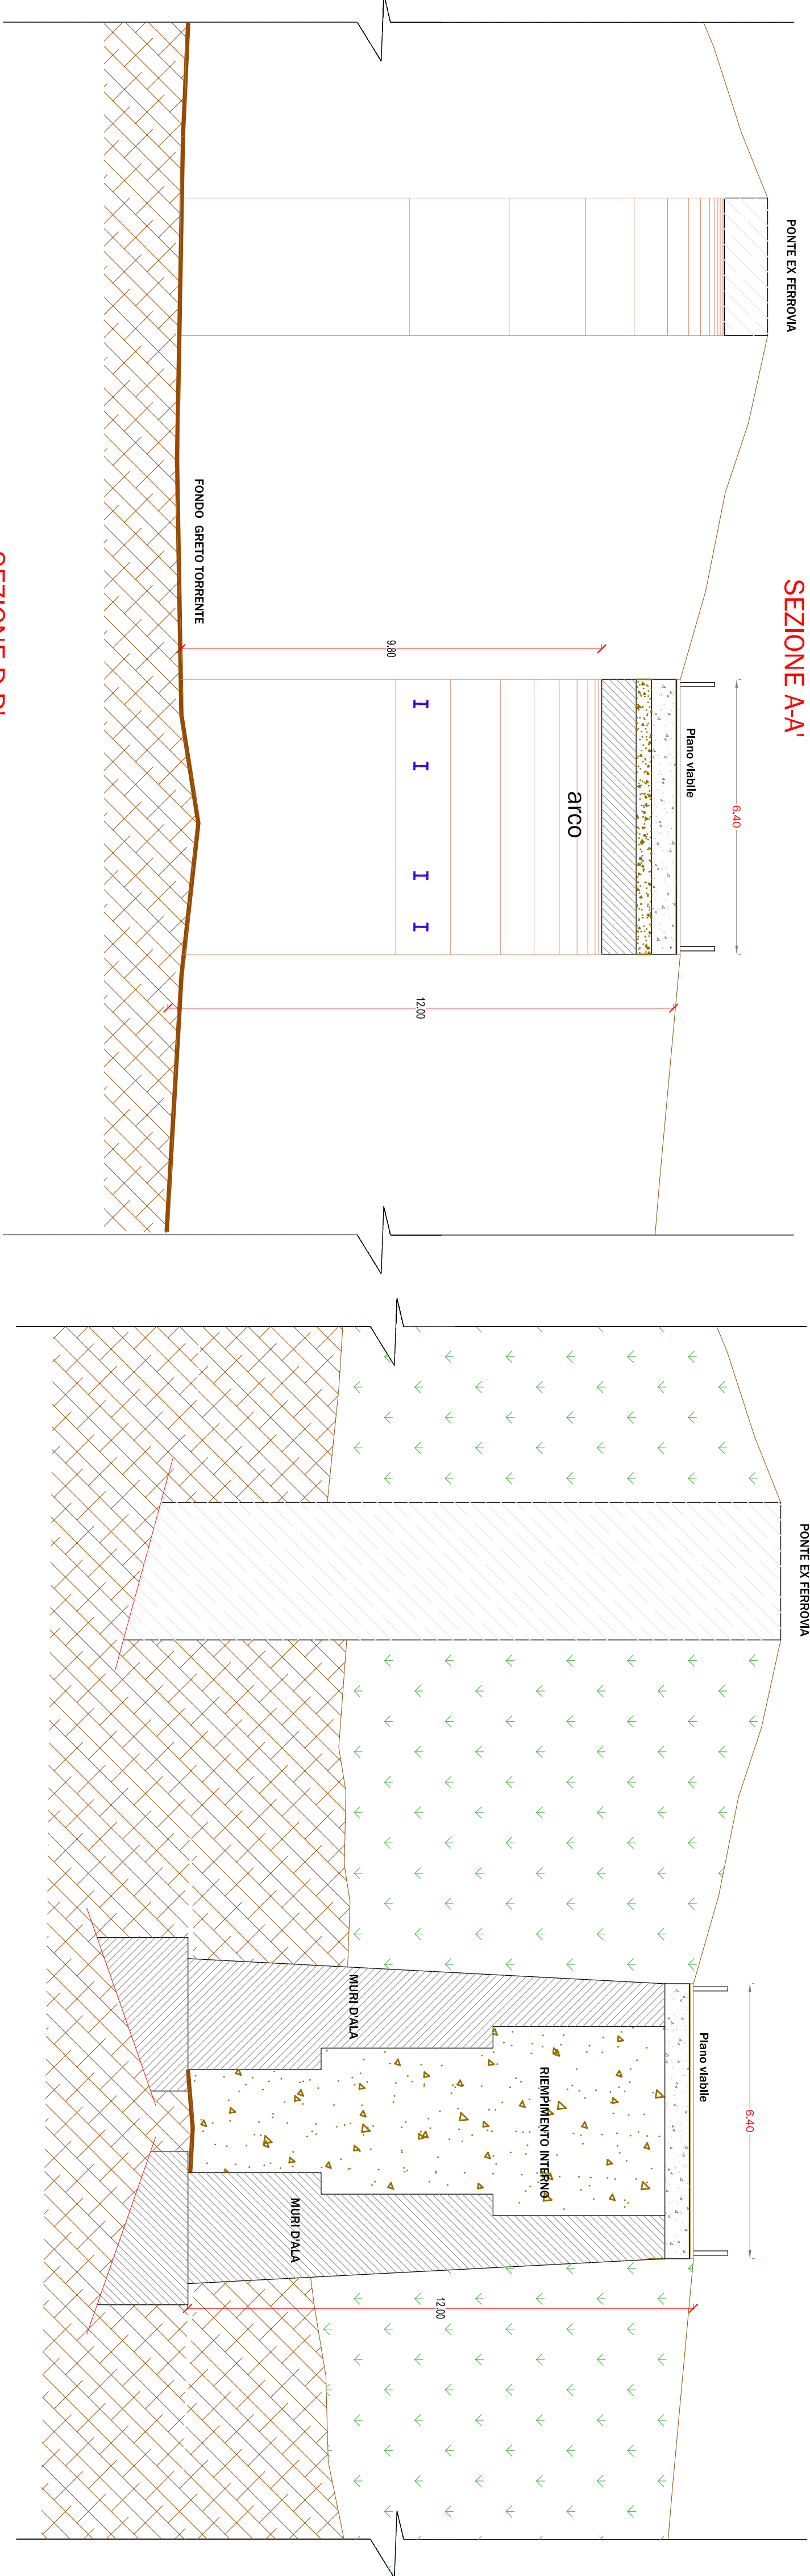 SEZIONE A-A'
PONTE EX FERROVIA
6.40
Piano viabile
arco
9.80
12.00
FONDO GRETO TORRENTE
PONTE EX FERROVIA
6.40
Piano viabile
RIEMPIMENTO INTERNO
MURI D'ALA
MURI D'ALA
12.00